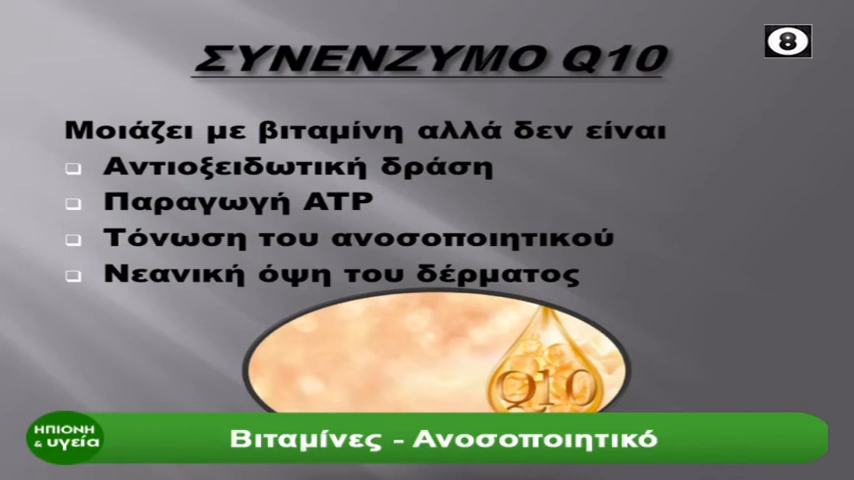 ΣΥΝΕΝΖΥΜΟ Q10
8
Μοιάζει με βιταμίνη αλλά δεν είναι
Αντιοξειδωτική δράση
Παραγωγή ΑΤΡ
Τόνωση του ανοσοποιητικού
Νεανική όψη του δέρματος
Q10
ΗΠΙΟΝΗ
& υγεία
Βιταμίνες - Ανοσοποιητικό